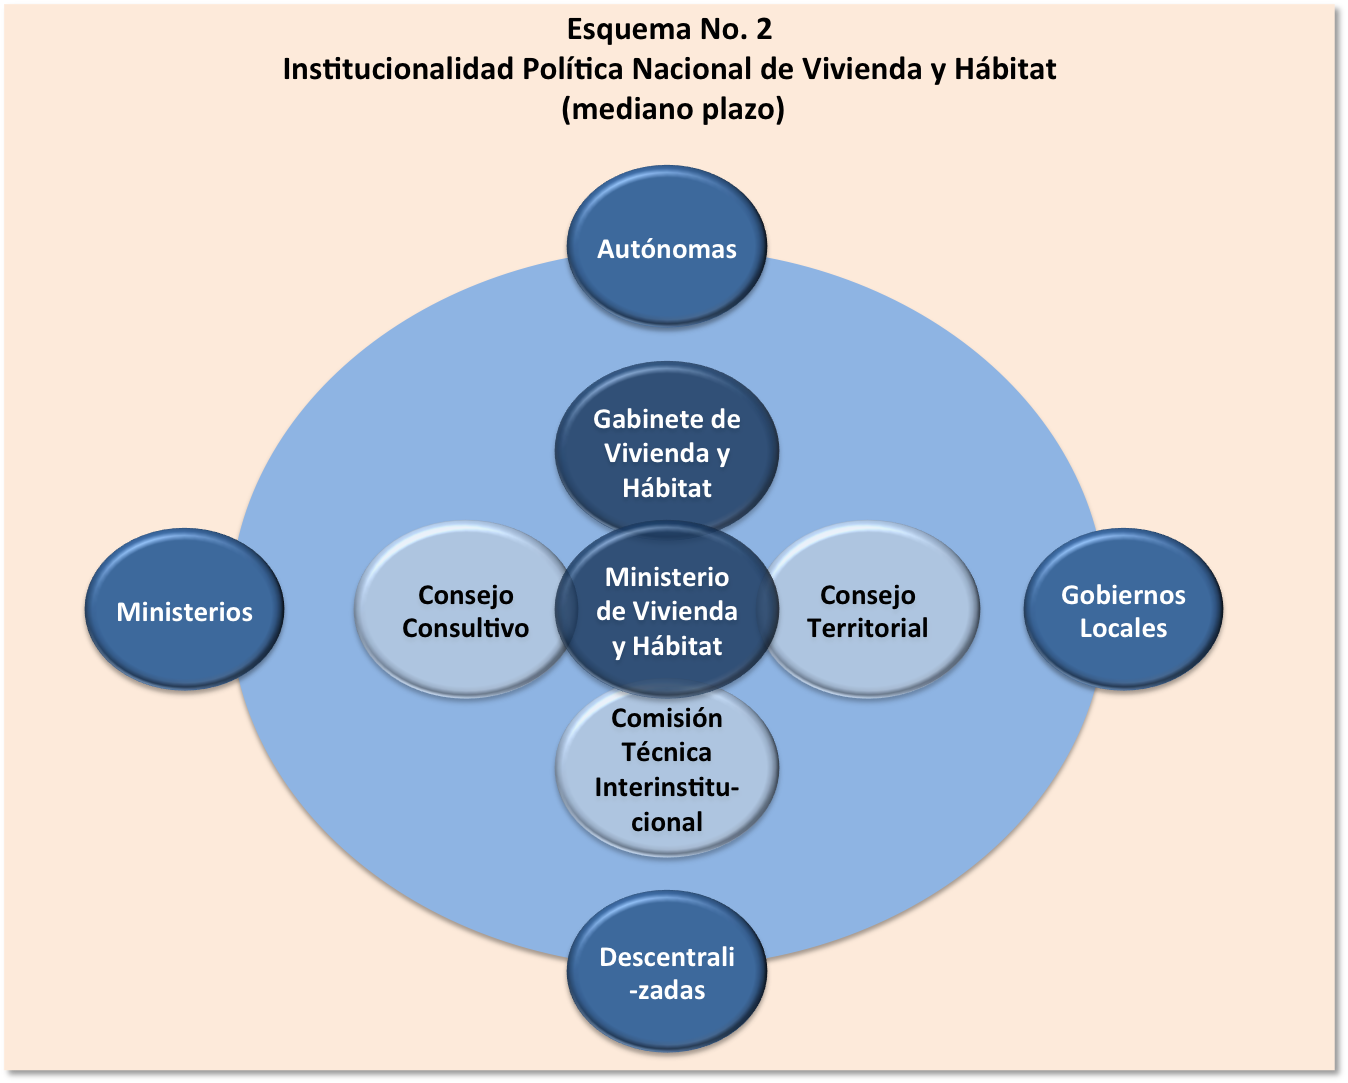 Esquema No. 2
Institucionalidad Política Nacional de Vivienda y Hábitat
(mediano plazo)
Autónomas
Gabinete de
Vivienda y
Hábitat
Ministerios
Consejo
Consultivo
Ministerio
de Vivienda
y Hábitat
Consejo
Territorial
Gobiernos
Locales
Comisión
Técnica
Interinstitu-
cional
Descentrali
-zadas